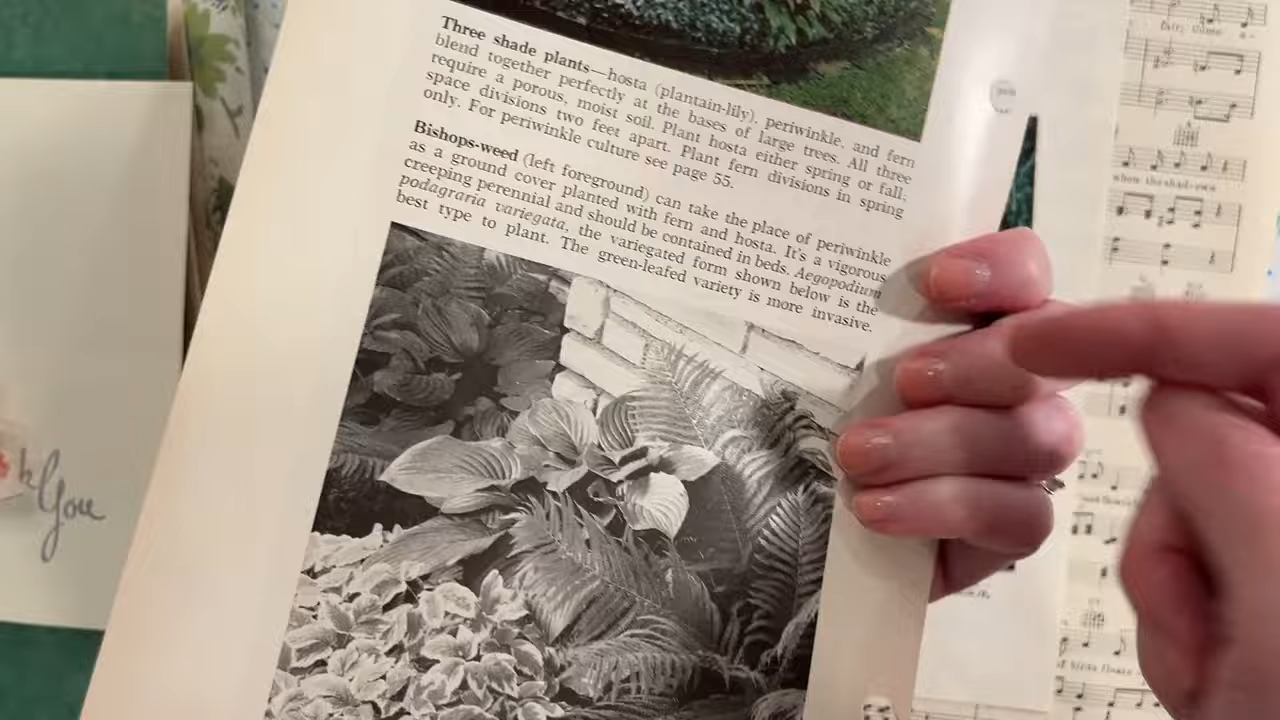 Three shade plants—hosta (plantain-lily), periwinkle, and fern
blend together perfectly at the bases of large trees. All three
require a porous, moist soil. Plant hosta either spring or fall;
space divisions two feet apart. Plant fern divisions in spring
only. For periwinkle culture see page 55.
Bishops-weed (left foreground) can take the place of periwinkle
as a ground cover planted with fern and hosta. It's a vigorous
creeping perennial and should be contained in beds. Aegopodium
podagraria variegata, the variegated form shown below is the
best type to plant. The green-leafed variety is more invasive.
You
when the shad-ows